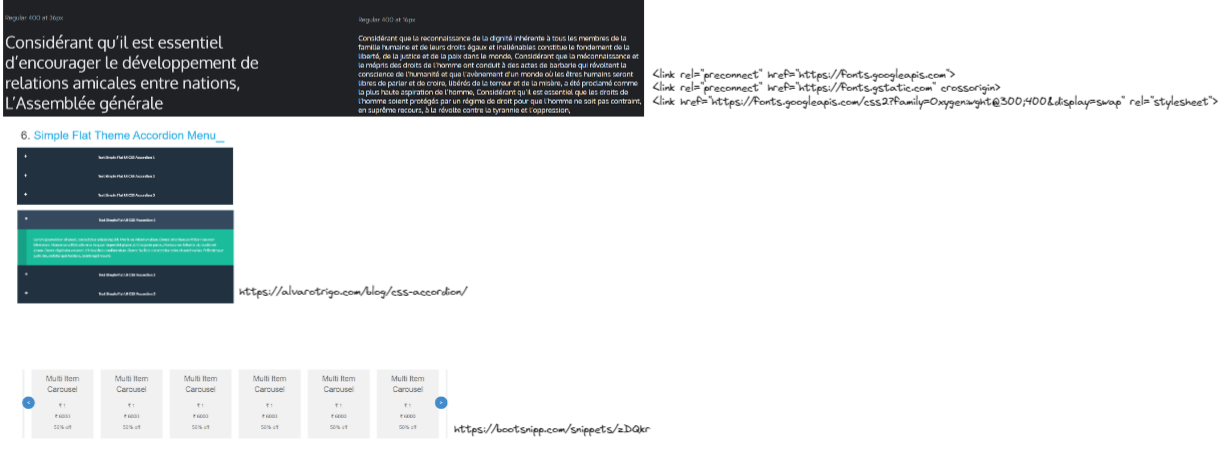 Regular 400 at 36px
Considérant qu'il est essentiel
d'encourager le développement de
relations amicales entre nations,
L'Assemblée générale
Regular 400 at 16px
Considérant que la reconnaissance de la dignité inhérente à tous les membres de la
famille humaine et de leurs droits égaux et inaliénables constitue le fondement de la
liberté, de la justice et de la paix dans le monde, Considérant que la méconnaissance et
le mépris des droits de l'homme ont conduit à des actes de barbarie qui révoltent la
conscience de l'humanité et que l'avènement d'un monde où les êtres humains seront
libres de parler et de croire, libérés de la terreur et de la misère, a été proclamé comme
la plus haute aspiration de l'homme, Considérant qu'il est essentiel que les droits de
l'homme soient protégés par un régime de droit pour que l'homme ne soit pas contraint,
en suprême recours, à la révolte contre la tyrannie et l'oppression,
<link rel="preconnect" href="https://fonts.googleapis.com">
<link rel="preconnect" href="https://fonts.gstatic.com" crossorigin>
<link href="https://fonts.googleapis.com/css2?family=Oxygen:wght@300;400&display=swap" rel="stylesheet">
6. Simple Flat Theme Accordion Menu
Test Simple Flat UI CSS Accordion 1
Test Simple Flat UI CSS Accordion 2
Test Simple Flat UI CSS Accordion 3
Test Simple Flat UI CSS Accordion 1
Test Simple Flat UI CSS Accordion 2
Test Simple Flat UI CSS Accordion 3
https://alvarotrigo.com/blog/css-accordion/
Multi Item Multi Item Multi Item Multi Item Multi Item Multi Item
Carousel Carousel Carousel Carousel Carousel Carousel
₹ 1 ₹ 1 ₹ 1 ₹ 1 ₹ 1 ₹ 1
< ₹ 6000 ₹ 6000 ₹ 6000 ₹ 6000 ₹ 6000 ₹ 6000 >
50% off 50% off 50% off 50% off 50% off 50% off
https://bootsnipp.com/snippets/zDQkr